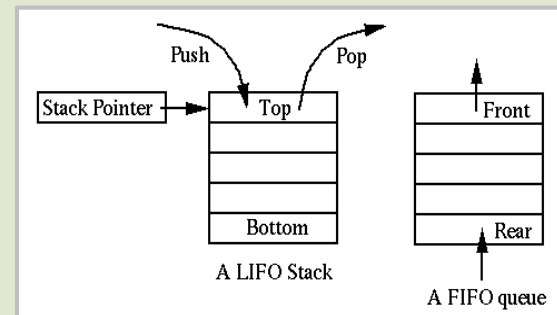 Push
Pop
Stack Pointer
Top
Bottom
A LIFO Stack
Front
Rear
A FIFO queue